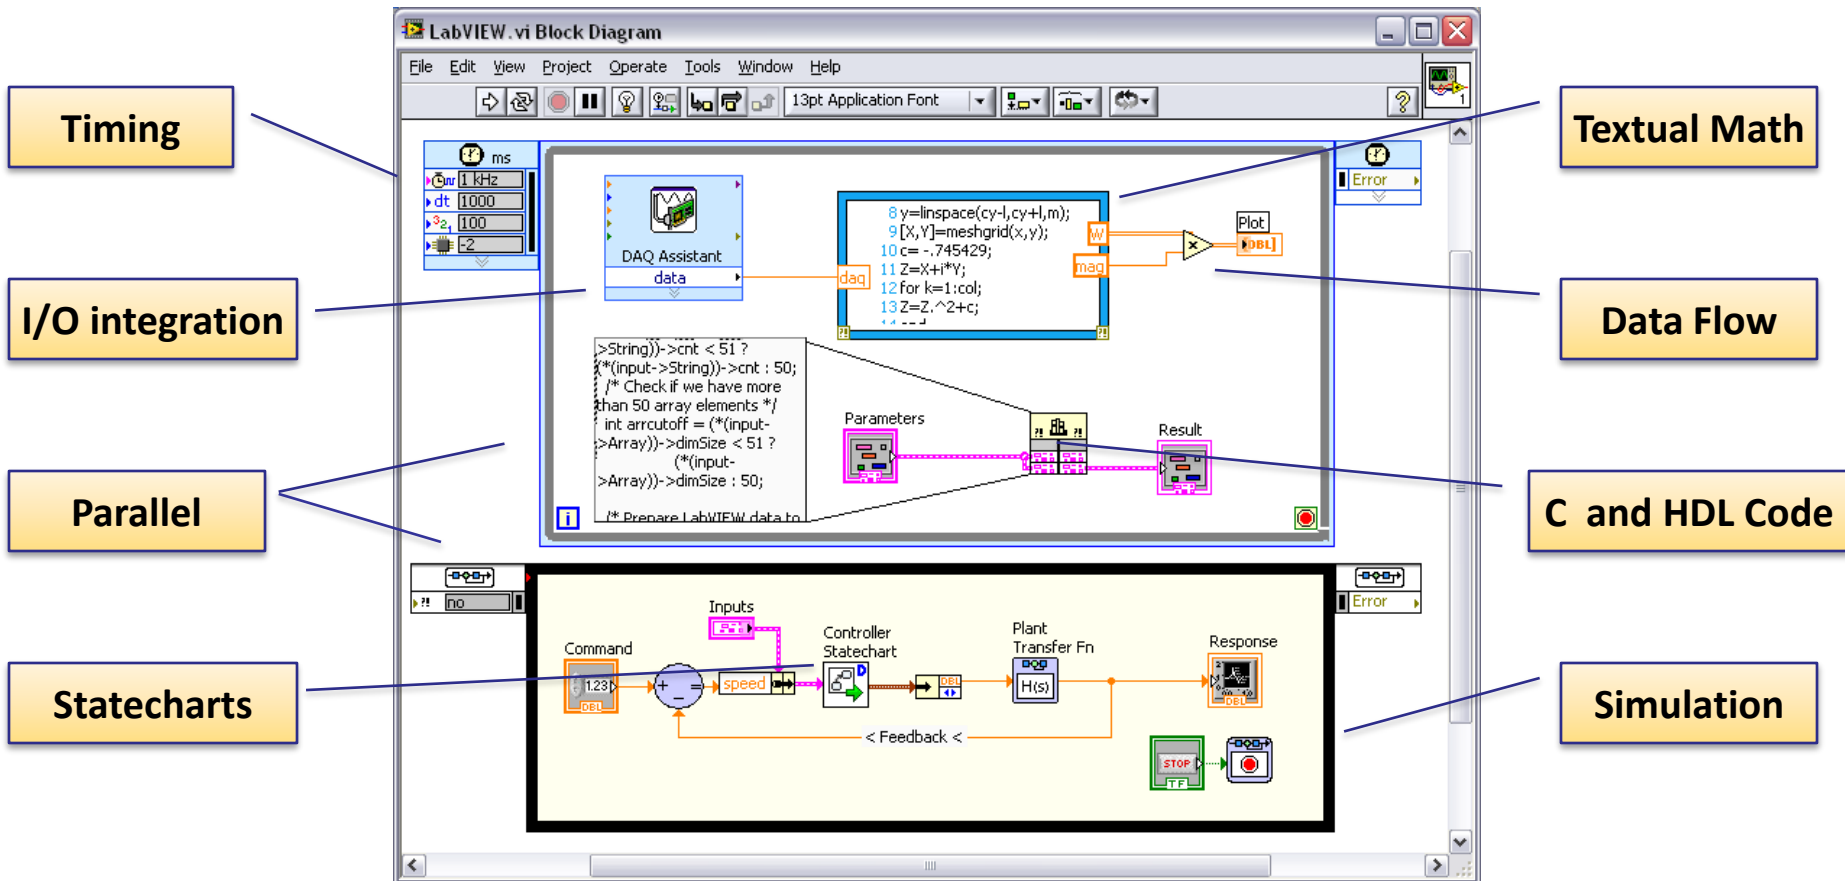 LabVIEW.vi Block Diagram
File Edit View Project Operate Tools Window Help
13pt Application Font
1
Timing
I/O integration
Parallel
Statecharts
Textual Math
Data Flow
C and HDL Code
Simulation
ms
1 kHz
dt 1000
100
-2
Error
DAQ Assistant
data
daq
8 y=linspace(cy-l,cy+l,m);
9 [X,Y]=meshgrid(x,y);
10 c= -.745429;
11 Z=X+i*Y;
12 for k=1:col;
13 Z=Z.^2+c;
W
mag
Plot
DBL]
>String))->cnt < 51 ?
(*(input->String))->cnt : 50;
/* Check if we have more
than 50 array elements */
int arrcutoff = (*(input-
>Array))->dimSize < 51 ?
(*(input-
>Array))->dimSize : 50;
/* Prepare LabVIEW data to
Parameters
Result
i
no
Error
Inputs
Command
1.23
DBL
+ - =
speed
Controller
Statechart
D
DBL
Plant
Transfer Fn
H(s)
Response
DBL
< Feedback <
STOP
TF